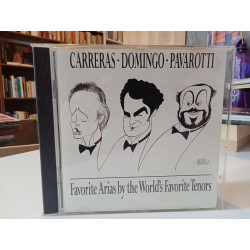 CARRERAS · DOMINGO · PAVAROTTI
Favorite Arias by the World's Favorite Tenors